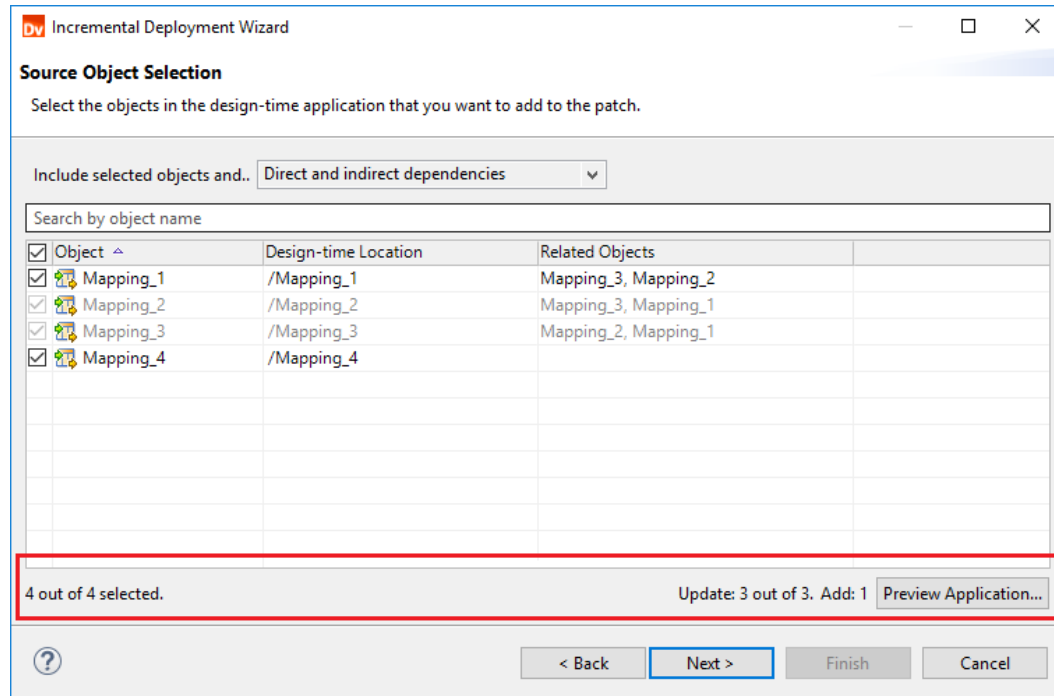 Dv Incremental Deployment Wizard
Source Object Selection
Select the objects in the design-time application that you want to add to the patch.
Include selected objects and.. Direct and indirect dependencies
Search by object name
Object Design-time Location Related Objects
Mapping_1 /Mapping_1 Mapping_3, Mapping_2
Mapping_2 /Mapping_2 Mapping_3, Mapping_1
Mapping_3 /Mapping_3 Mapping_2, Mapping_1
Mapping_4 /Mapping_4
4 out of 4 selected. Update: 3 out of 3. Add: 1 Preview Application...
? < Back Next > Finish Cancel